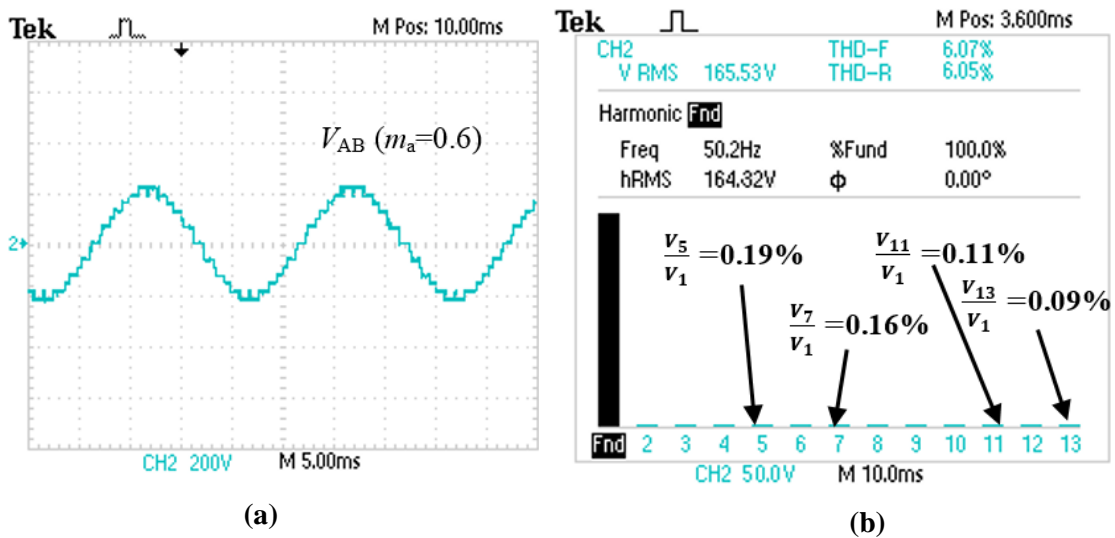 Tek M Pos: 10.00ms
V_AB (m_a=0.6)
2
CH2 200V M 5.00ms
(a)
Tek M Pos: 3.600ms
CH2 THD-F 6.07%
V RMS 165.53V THD-R 6.05%
Harmonic Fnd
Freq 50.2Hz %Fund 100.0%
hRMS 164.32V ϕ 0.00°
V_5/V_1 =0.19%
V_11/V_1 =0.11%
V_7/V_1 =0.16%
V_13/V_1 =0.09%
Fnd 2 3 4 5 6 7 8 9 10 11 12 13
CH2 50.0V M 10.0ms
(b)